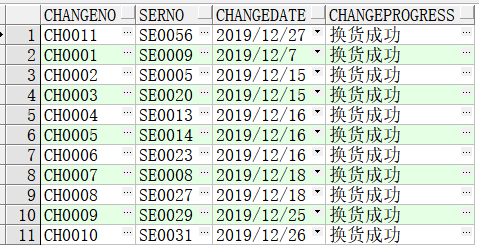 CHANGENO SERNO CHANGEDATE CHANGEPROGRESS
1 CH0011 SE0056 2019/12/27 换货成功
2 CH0001 SE0009 2019/12/7 换货成功
3 CH0002 SE0005 2019/12/15 换货成功
4 CH0003 SE0020 2019/12/15 换货成功
5 CH0004 SE0013 2019/12/16 换货成功
6 CH0005 SE0014 2019/12/16 换货成功
7 CH0006 SE0023 2019/12/16 换货成功
8 CH0007 SE0008 2019/12/18 换货成功
9 CH0008 SE0027 2019/12/18 换货成功
10 CH0009 SE0029 2019/12/25 换货成功
11 CH0010 SE0031 2019/12/26 换货成功